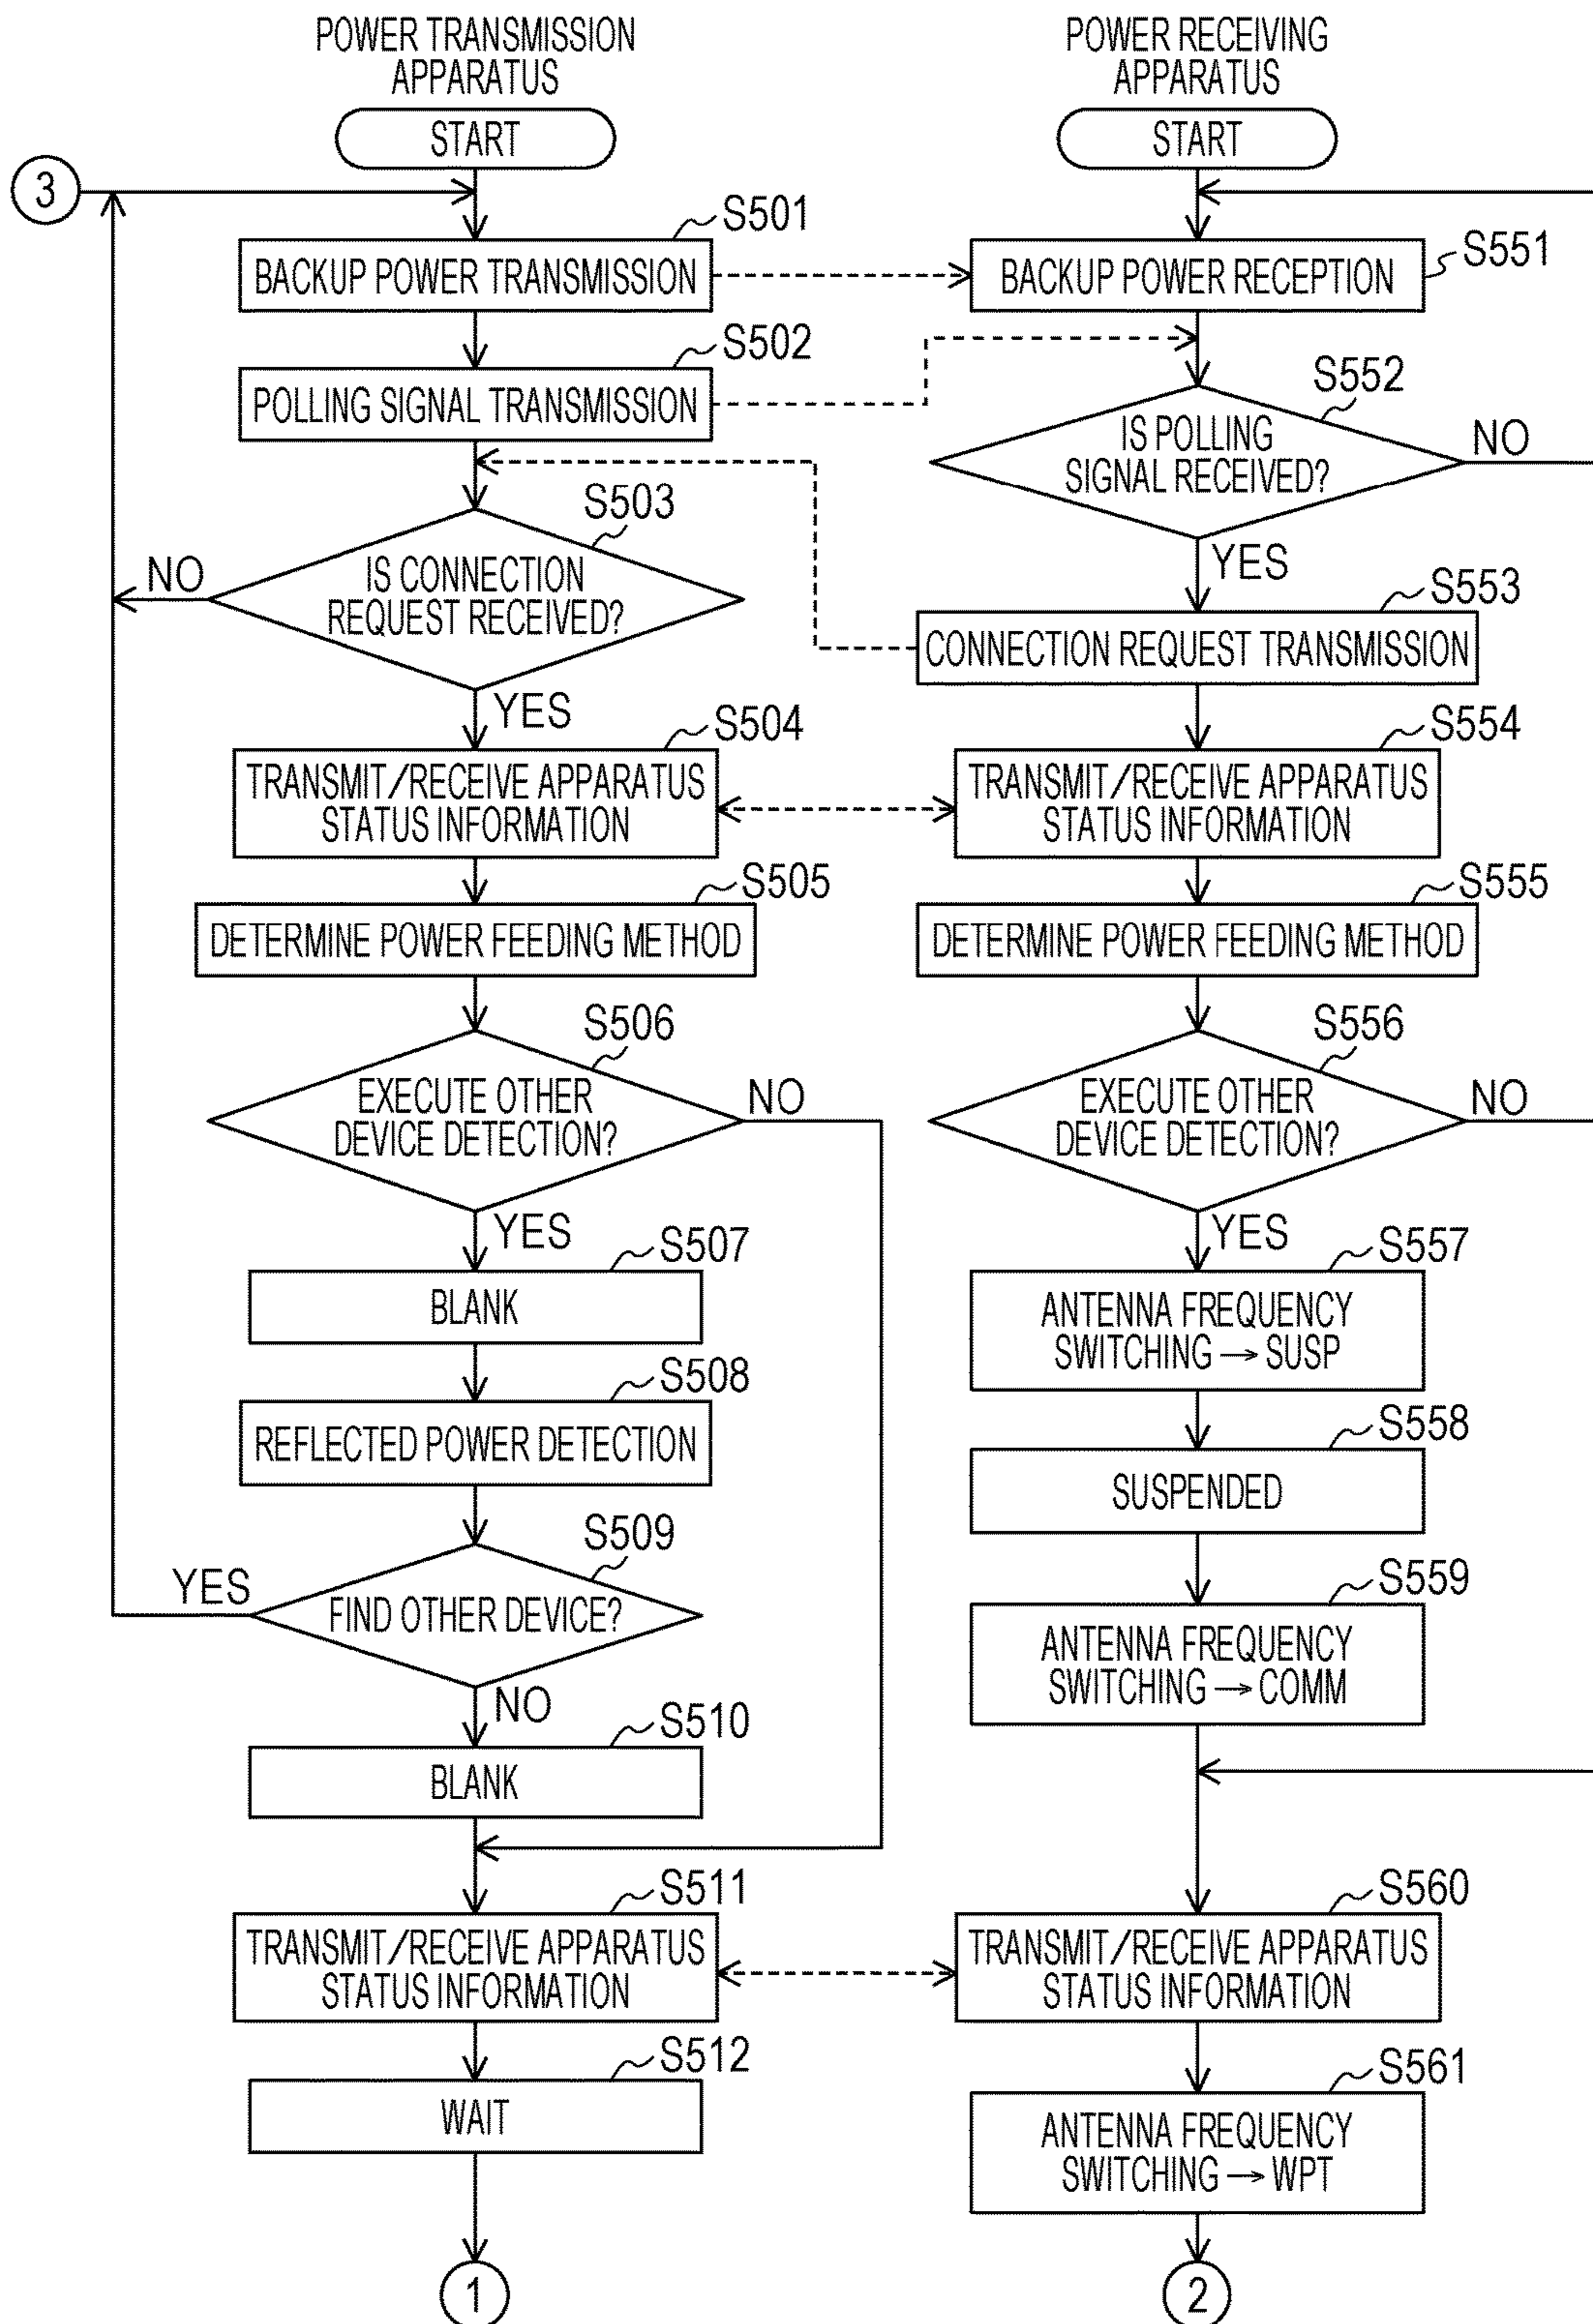 POWER TRANSMISSION
APPARATUS
START
3
S501
BACKUP POWER TRANSMISSION
S502
POLLING SIGNAL TRANSMISSION
S503
IS CONNECTION
REQUEST RECEIVED?
NO
YES
S504
TRANSMIT/RECEIVE APPARATUS
STATUS INFORMATION
S505
DETERMINE POWER FEEDING METHOD
S506
EXECUTE OTHER
DEVICE DETECTION?
NO
YES
S507
BLANK
S508
REFLECTED POWER DETECTION
S509
FIND OTHER DEVICE?
YES
NO
S510
BLANK
S511
TRANSMIT/RECEIVE APPARATUS
STATUS INFORMATION
S512
WAIT
1
POWER RECEIVING
APPARATUS
START
S551
BACKUP POWER RECEPTION
S552
IS POLLING
SIGNAL RECEIVED?
NO
YES
S553
CONNECTION REQUEST TRANSMISSION
S554
TRANSMIT/RECEIVE APPARATUS
STATUS INFORMATION
S555
DETERMINE POWER FEEDING METHOD
S556
EXECUTE OTHER
DEVICE DETECTION?
NO
YES
S557
ANTENNA FREQUENCY
SWITCHING → SUSP
S558
SUSPENDED
S559
ANTENNA FREQUENCY
SWITCHING → COMM
S560
TRANSMIT/RECEIVE APPARATUS
STATUS INFORMATION
S561
ANTENNA FREQUENCY
SWITCHING → WPT
2